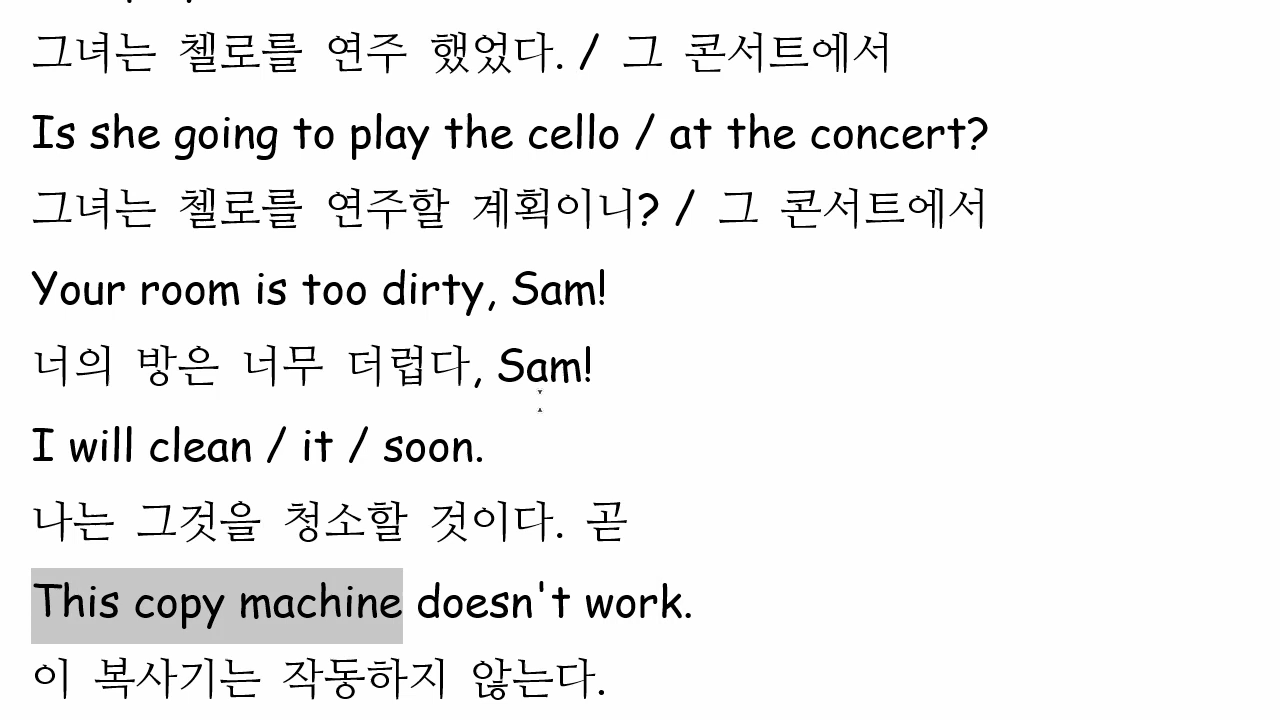 그녀는 첼로를 연주 했었다. / 그 콘서트에서
Is she going to play the cello / at the concert?
그녀는 첼로를 연주할 계획이니? / 그 콘서트에서
Your room is too dirty, Sam!
너의 방은 너무 더럽다, Sam!
I will clean / it / soon.
나는 그것을 청소할 것이다. 곧
This copy machine doesn't work.
이 복사기는 작동하지 않는다.